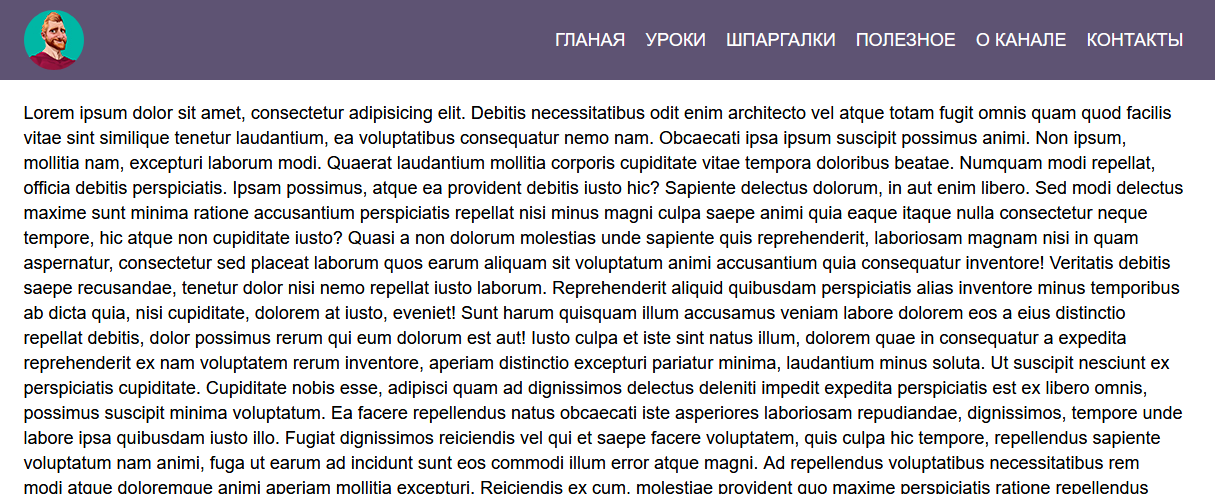 ГЛАНАЯ УРОКИ ШПАРГАЛКИ ПОЛЕЗНОЕ О КАНАЛЕ КОНТАКТЫ
Lorem ipsum dolor sit amet, consectetur adipisicing elit. Debitis necessitatibus odit enim architecto vel atque totam fugit omnis quam quod facilis
vitae sint similique tenetur laudantium, ea voluptatibus consequatur nemo nam. Obcaecati ipsa ipsum suscipit possimus animi. Non ipsum,
mollitia nam, excepturi laborum modi. Quaerat laudantium mollitia corporis cupiditate vitae tempora doloribus beatae. Numquam modi repellat,
officia debitis perspiciatis. Ipsam possimus, atque ea provident debitis iusto hic? Sapiente delectus dolorum, in aut enim libero. Sed modi delectus
maxime sunt minima ratione accusantium perspiciatis repellat nisi minus magni culpa saepe animi quia eaque itaque nulla consectetur neque
tempore, hic atque non cupiditate iusto? Quasi a non dolorum molestias unde sapiente quis reprehenderit, laboriosam magnam nisi in quam
aspernatur, consectetur sed placeat laborum quos earum aliquam sit voluptatum animi accusantium quia consequatur inventore! Veritatis debitis
saepe recusandae, tenetur dolor nisi nemo repellat iusto laborum. Reprehenderit aliquid quibusdam perspiciatis alias inventore minus temporibus
ab dicta quia, nisi cupiditate, dolorem at iusto, eveniet! Sunt harum quisquam illum accusamus veniam labore dolorem eos a eius distinctio
repellat debitis, dolor possimus rerum qui eum dolorum est aut! Iusto culpa et iste sint natus illum, dolorem quae in consequatur a expedita
reprehenderit ex nam voluptatem rerum inventore, aperiam distinctio excepturi pariatur minima, laudantium minus soluta. Ut suscipit nesciunt ex
perspiciatis cupiditate. Cupiditate nobis esse, adipisci quam ad dignissimos delectus deleniti impedit expedita perspiciatis est ex libero omnis,
possimus suscipit minima voluptatum. Ea facere repellendus natus obcaecati iste asperiores laboriosam repudiandae, dignissimos, tempore unde
labore ipsa quibusdam iusto illo. Fugiat dignissimos reiciendis vel qui et saepe facere voluptatem, quis culpa hic tempore, repellendus sapiente
voluptatum nam animi, fuga ut earum ad incidunt sunt eos commodi illum error atque magni. Ad repellendus voluptatibus necessitatibus rem
modi atque doloremque animi aperiam mollitia excepturi. Reiciendis ex cum, molestiae provident quo maxime perspiciatis ratione repellendus